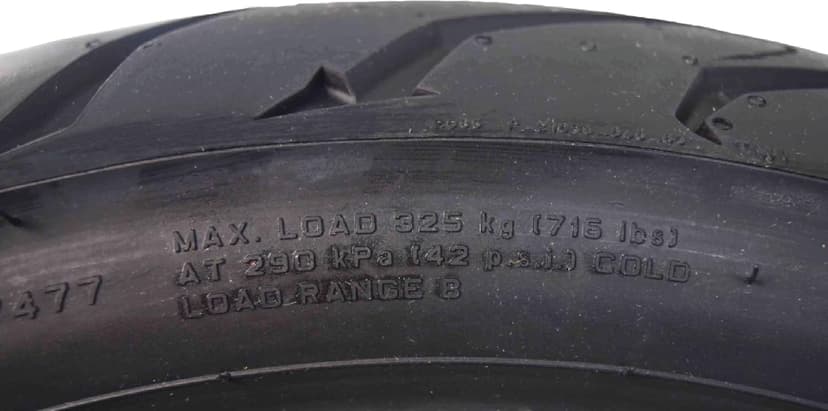 MAX. LOAD 325 kg (716 lbs)
AT 290 kPa (42 p.s.i.) COLD
LOAD RANGE B
477